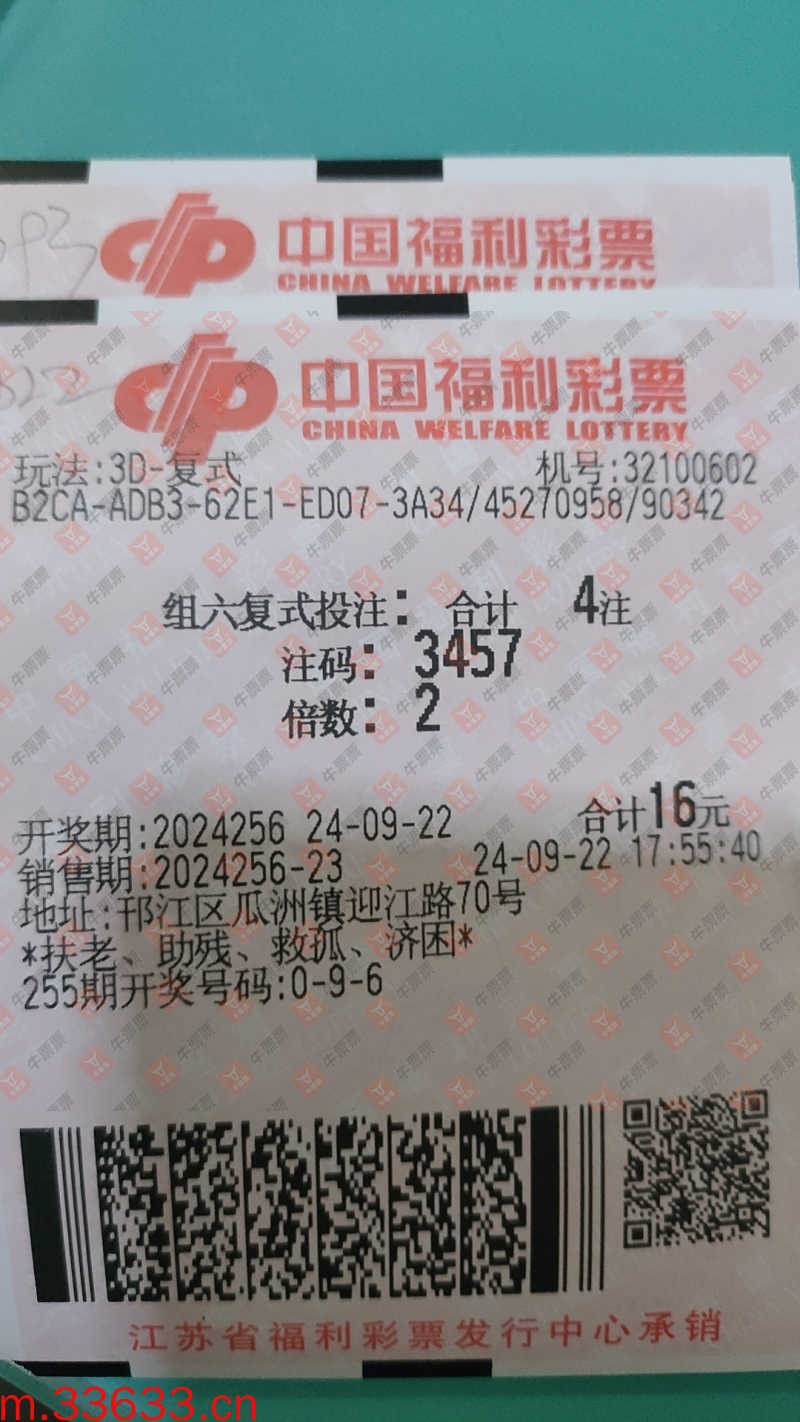 中国福利彩票
CHINA WELFARE LOTTERY
中国福利彩票
CHINA WELFARE LOTTERY
玩法:3D-复式 机号:32100602
B2CA-ADB3-62E1-ED07-3A34/45270958/90342
组六复式投注: 合计 4注
注码: 3457
倍数: 2
开奖期:2024256 24-09-22 合计16元
销售期:2024256-23 24-09-22 17:55:40
地址:邗江区瓜洲镇迎江路70号
*扶老、助残、救孤、济困*
255期开奖号码:0-9-6
江苏省福利彩票发行中心承销
m.33633.cn